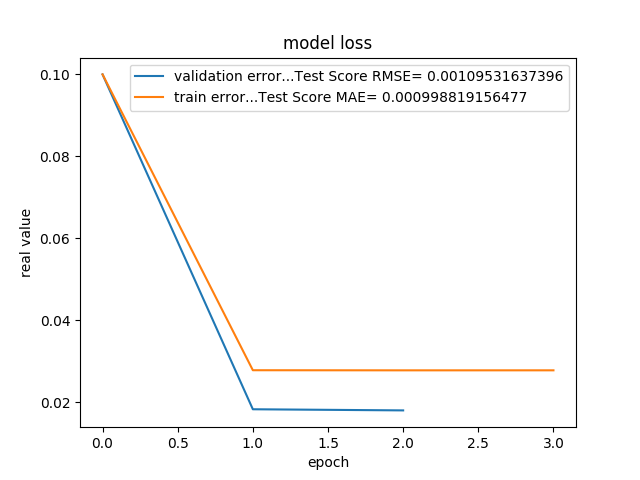 model loss
validation error...Test Score RMSE= 0.00109531637396
train error...Test Score MAE= 0.000998819156477
0.10
0.08
0.06
0.04
0.02
real value
0.0 0.5 1.0 1.5 2.0 2.5 3.0
epoch